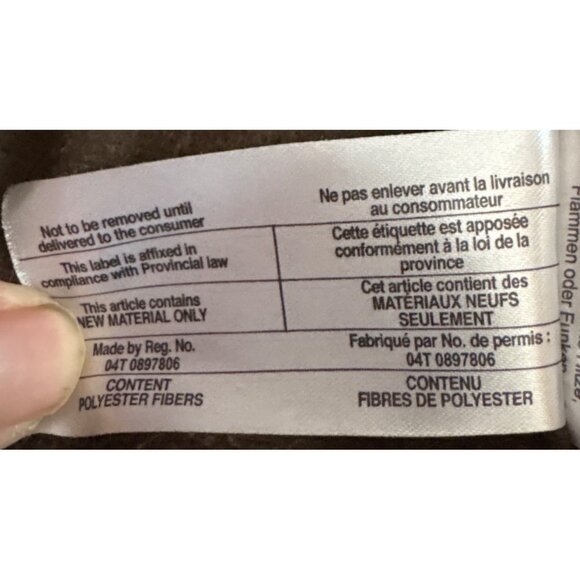 Not to be removed until
delivered to the consumer
Ne pas enlever avant la livraison
au consommateur
This label is affixed in
compliance with Provincial law
Cette étiquette est apposée
conformément à la loi de la
province
This article contains
NEW MATERIAL ONLY
Cet article contient des
MATÉRIAUX NEUFS
SEULEMENT
Made by Reg. No.
04T 0897806
Fabriqué par No. de permis :
04T 0897806
CONTENT
POLYESTER FIBERS
CONTENU
FIBRES DE POLYESTER
Flammen oder Funken